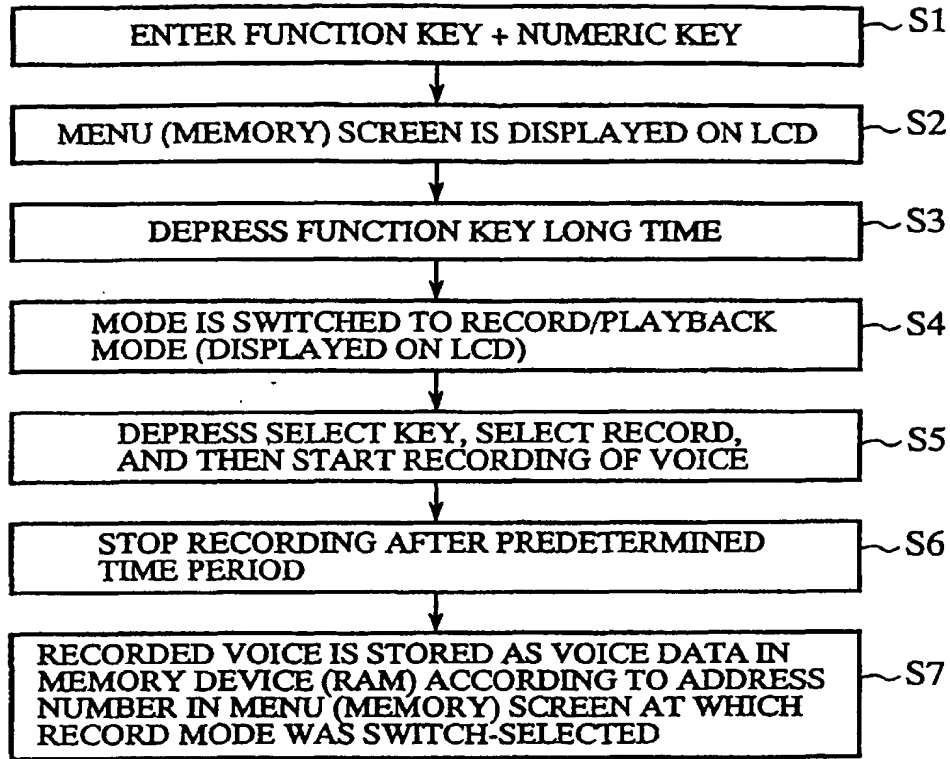 ENTER FUNCTION KEY + NUMERIC KEY
S1
MENU (MEMORY) SCREEN IS DISPLAYED ON LCD
S2
DEPRESS FUNCTION KEY LONG TIME
S3
MODE IS SWITCHED TO RECORD/PLAYBACK
MODE (DISPLAYED ON LCD)
S4
DEPRESS SELECT KEY, SELECT RECORD,
AND THEN START RECORDING OF VOICE
S5
STOP RECORDING AFTER PREDETERMINED
TIME PERIOD
S6
RECORDED VOICE IS STORED AS VOICE DATA IN
MEMORY DEVICE (RAM) ACCORDING TO ADDRESS
NUMBER IN MENU (MEMORY) SCREEN AT WHICH
RECORD MODE WAS SWITCH-SELECTED
S7